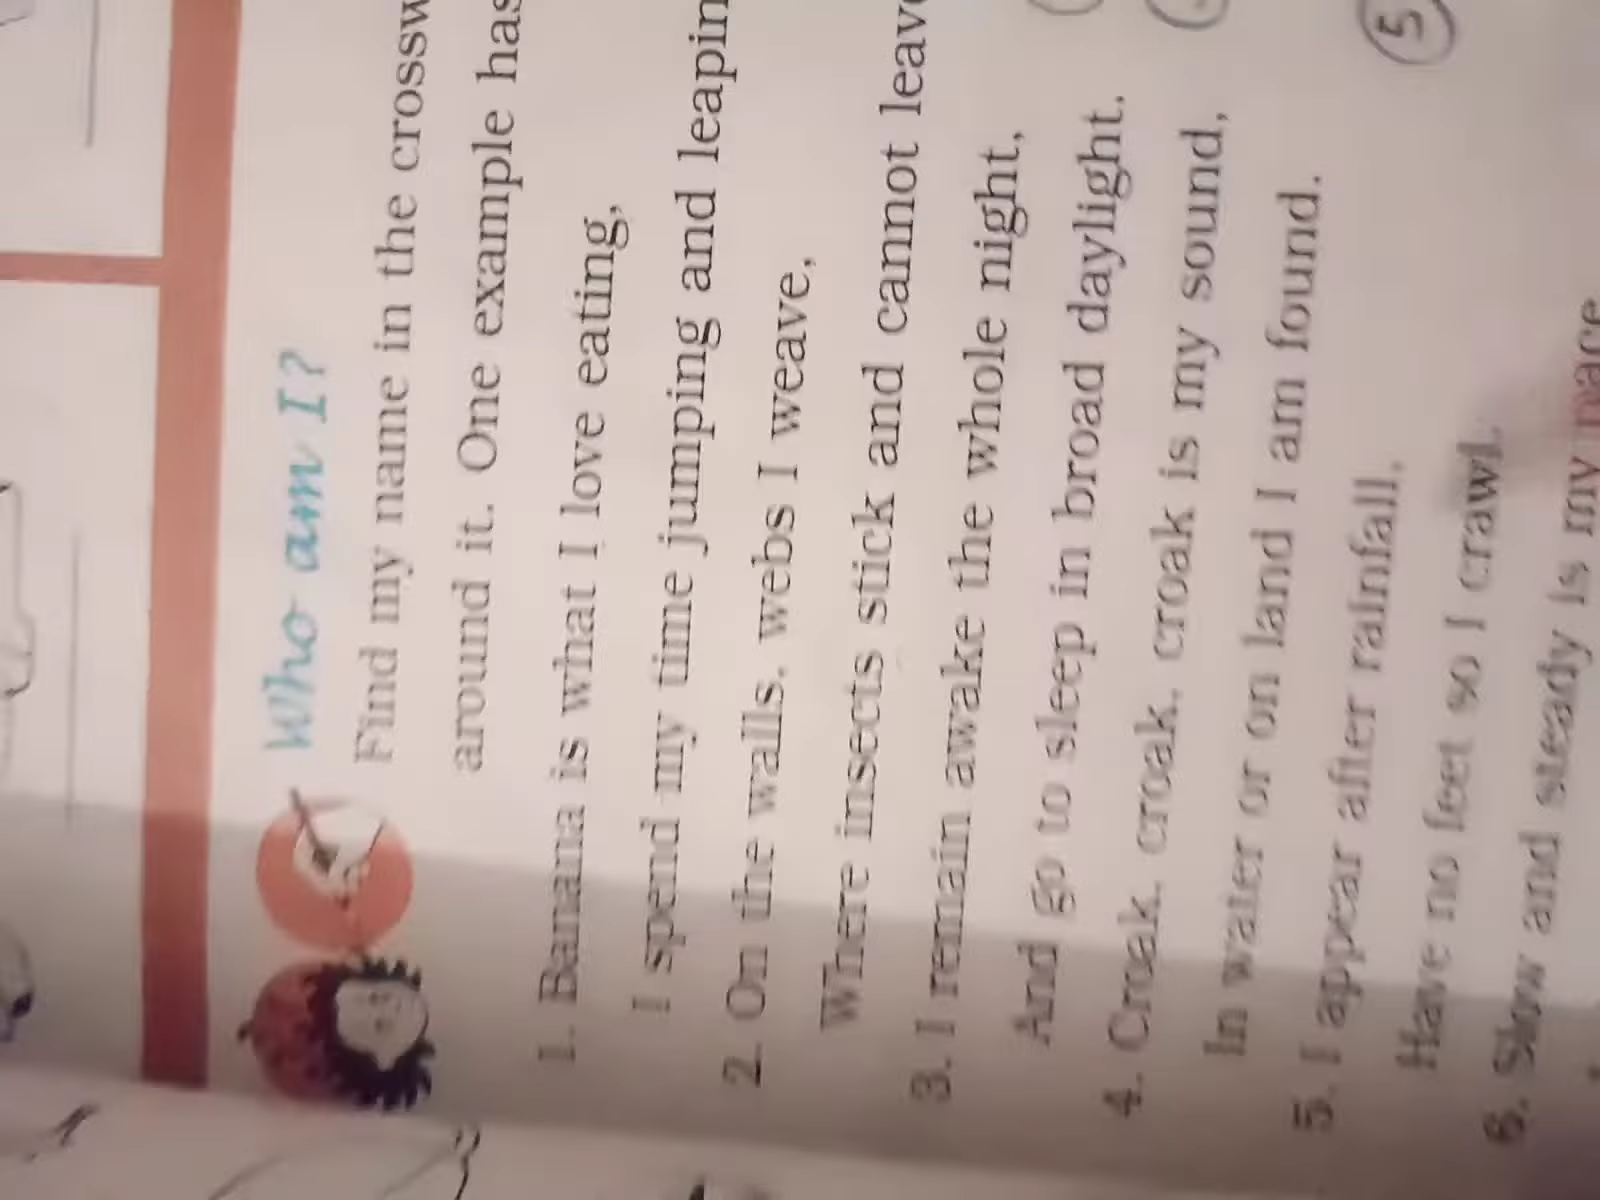 Who am I?
Find my name in the crossw
around it. One example has
1. Banana is what I love eating,
I spend my time jumping and leapin
2. On the walls, webs I weave,
Where insects stick and cannot leave
3. I remain awake the whole night,
And go to sleep in broad daylight.
4. Croak, croak, croak is my sound,
In water or on land I am found.
5. I appear after rainfall,
Have no feet so I crawl.
6. Slow and steady is my pace
5